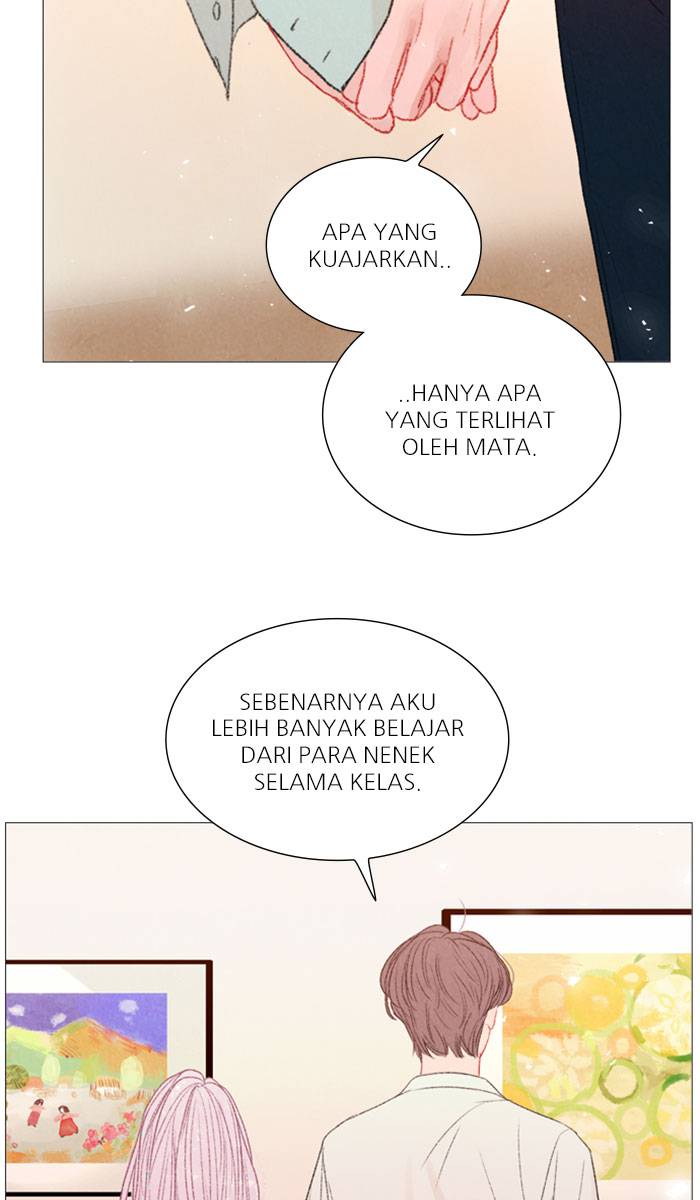 APA YANG
KUAJARKAN..
..HANYA APA
YANG TERLIHAT
OLEH MATA.
SEBENARNYA AKU
LEBIH BANYAK BELAJAR
DARI PARA NENEK
SELAMA KELAS.